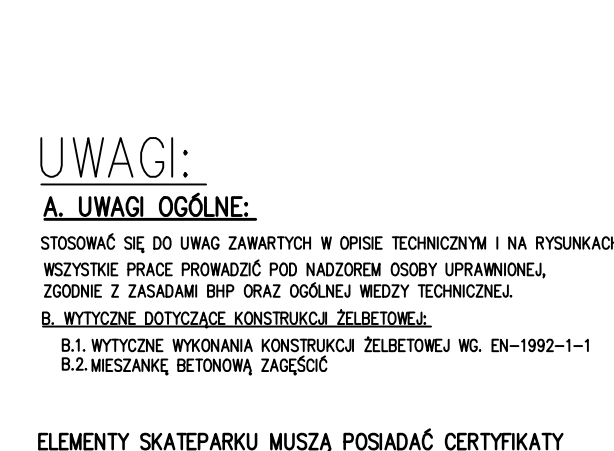 UWAGI:
A. UWAGI OGÓLNE:
STOSOWAĆ SIĘ DO UWAG ZAWARTYCH W OPISIE TECHNICZNYM I NA RYSUNKACH
WSZYSTKIE PRACE PROWADZIĆ POD NADZOREM OSOBY UPRAWNIONEJ,
ZGODNIE Z ZASADAMI BHP ORAZ OGÓLNEJ WIEDZY TECHNICZNEJ.
B. WYTYCZNE DOTYCZĄCE KONSTRUKCJI ŻELBETOWEJ:
B.1. WYTYCZNE WYKONANIA KONSTRUKCJI ŻELBETOWEJ WG. EN-1992-1-1
B.2. MIESZANKĘ BETONOWĄ ZAGĘŚCIĆ
ELEMENTY SKATEPARKU MUSZĄ POSIADAĆ CERTYFIKATY